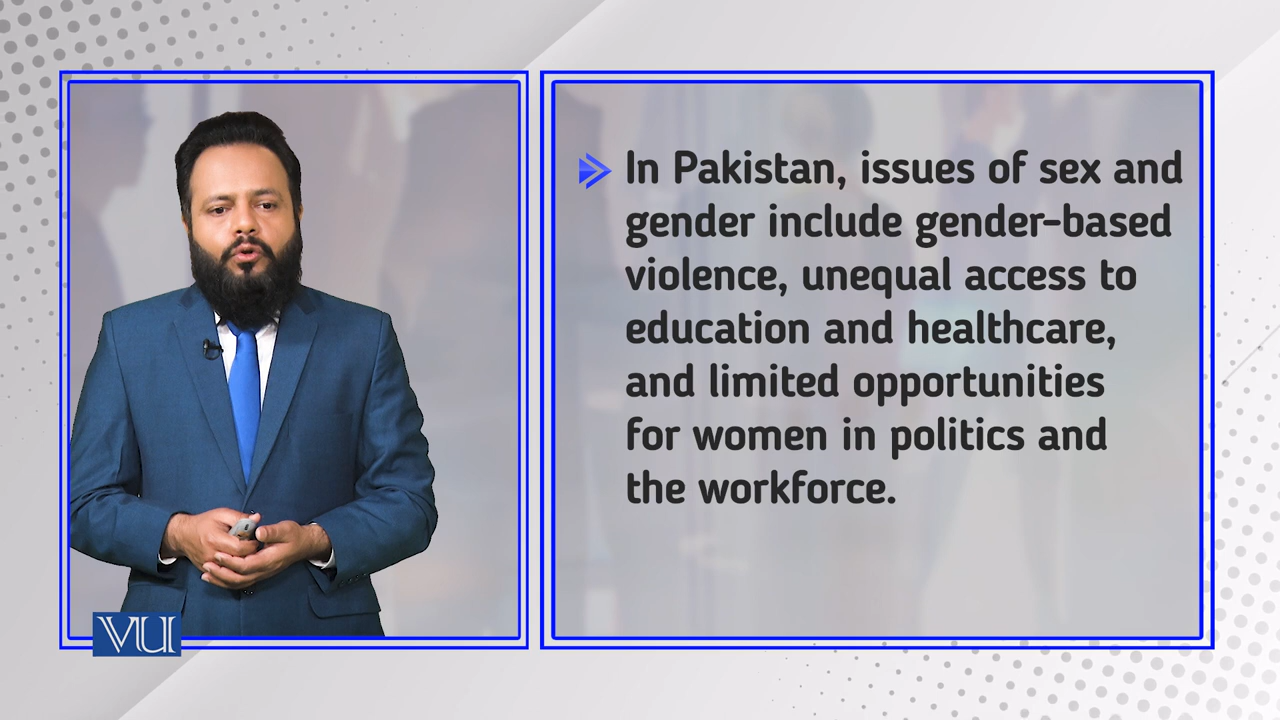 In Pakistan, issues of sex and
gender include gender-based
violence, unequal access to
education and healthcare,
and limited opportunities
for women in politics and
the workforce.
VU